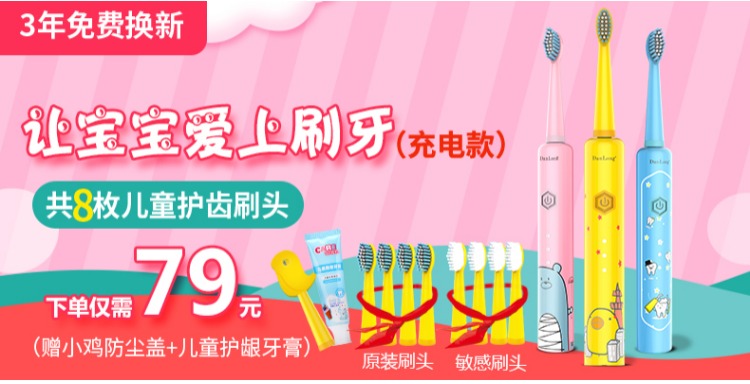 3年免费换新
让宝宝爱上刷牙(充电款)
共8枚儿童护齿刷头
下单仅需79元
(赠小鸡防尘盖+儿童护龈牙膏)
原装刷头
敏感刷头